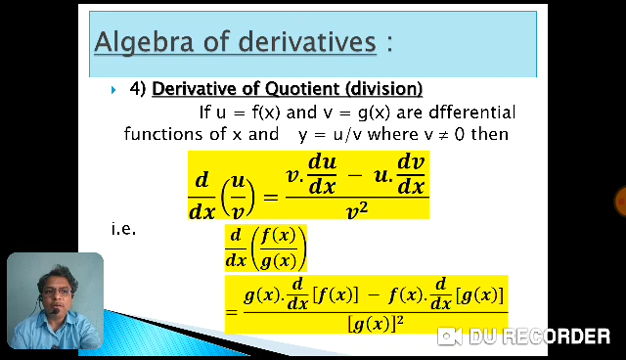 Algebra of derivatives :
4) Derivative of Quotient (division)
If u = f(x) and v = g(x) are dfferential
functions of x and y = u/v where v ≠ 0 then
d/dx (u/v) = (v. du/dx − u. dv/dx) / v²
i.e.
d/dx (f(x)/g(x))
= (g(x). d/dx [f(x)] − f(x). d/dx [g(x)]) / [g(x)]²
DU RECORDER